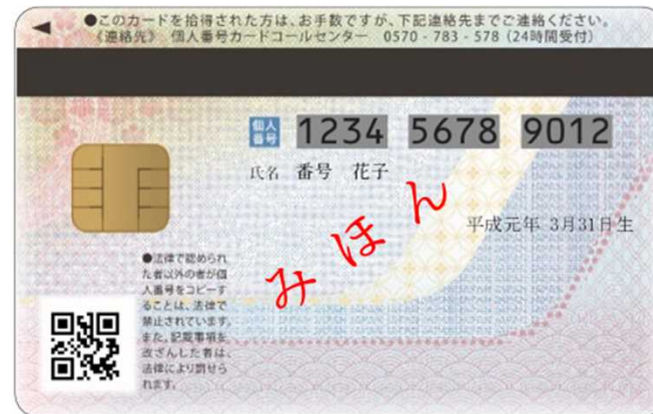 ●このカードを拾得された方は、お手数ですが、下記連絡先までご連絡ください。
《連絡先》 個人番号カードコールセンター 0570-783-578 (24時間受付)
個人番号 1234 5678 9012
氏名 番号 花子
平成元年 3月31日生
みほん
●法律で認められ
た者以外の者が個
人番号をコピーす
ることは、法律で
禁止されています。
また、記載事項を
改ざんした者は、
法律により罰せら
れます。